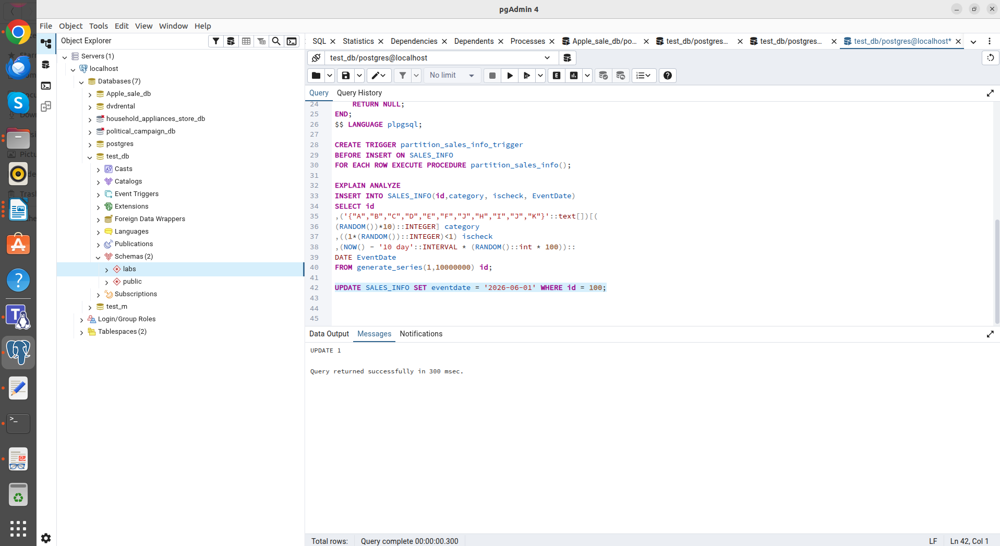 pgAdmin 4
File Object Tools Edit View Window Help
Object Explorer
SQL Statistics Dependencies Dependents Processes Apple_sale_db/po... test_db/postgres... test_db/postgres... test_db/postgres@localhost*
test_db/postgres@localhost
No limit
Query Query History
Servers (1)
localhost
Databases (7)
Apple_sale_db
dvdrental
household_appliances_store_db
political_campaign_db
postgres
test_db
Casts
Catalogs
Event Triggers
Extensions
Foreign Data Wrappers
Languages
Publications
Schemas (2)
labs
public
Subscriptions
test_m
Login/Group Roles
Tablespaces (2)
24 RETURN NULL;
25 END;
26 $$ LANGUAGE plpgsql;
27
28 CREATE TRIGGER partition_sales_info_trigger
29 BEFORE INSERT ON SALES_INFO
30 FOR EACH ROW EXECUTE PROCEDURE partition_sales_info();
31
32 EXPLAIN ANALYZE
33 INSERT INTO SALES_INFO(id,category, ischeck, EventDate)
34 SELECT id
35 ,('{"A","B","C","D","E","F","J","H","I","J","K"}'::text[])[(
36 (RANDOM())*10)::INTEGER] category
37 ,((1*(RANDOM())::INTEGER)<1) ischeck
38 ,(NOW() - '10 day'::INTERVAL * (RANDOM()::int * 100))::
39 DATE EventDate
40 FROM generate_series(1,10000000) id;
41
42 UPDATE SALES_INFO SET eventdate = '2026-06-01' WHERE id = 100;
43
44
45
Data Output Messages Notifications
UPDATE 1
Query returned successfully in 300 msec.
Total rows: Query complete 00:00:00.300 LF Ln 42, Col 1